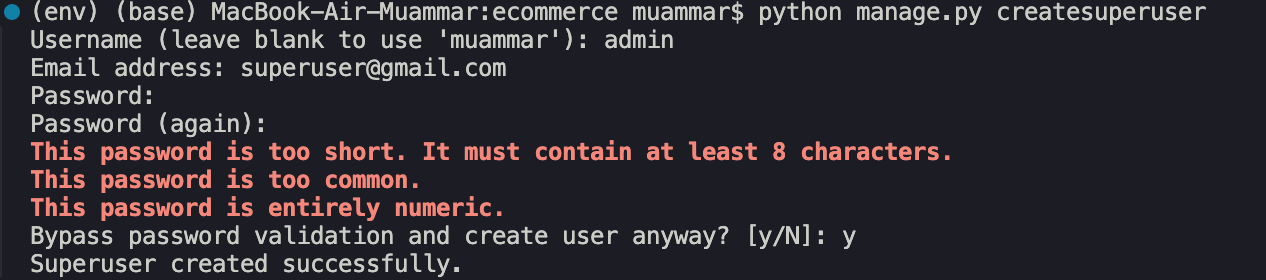 (env) (base) MacBook-Air-Muammar:ecommerce muammar$ python manage.py createsuperuser
Username (leave blank to use 'muammar'): admin
Email address: superuser@gmail.com
Password:
Password (again):
This password is too short. It must contain at least 8 characters.
This password is too common.
This password is entirely numeric.
Bypass password validation and create user anyway? [y/N]: y
Superuser created successfully.